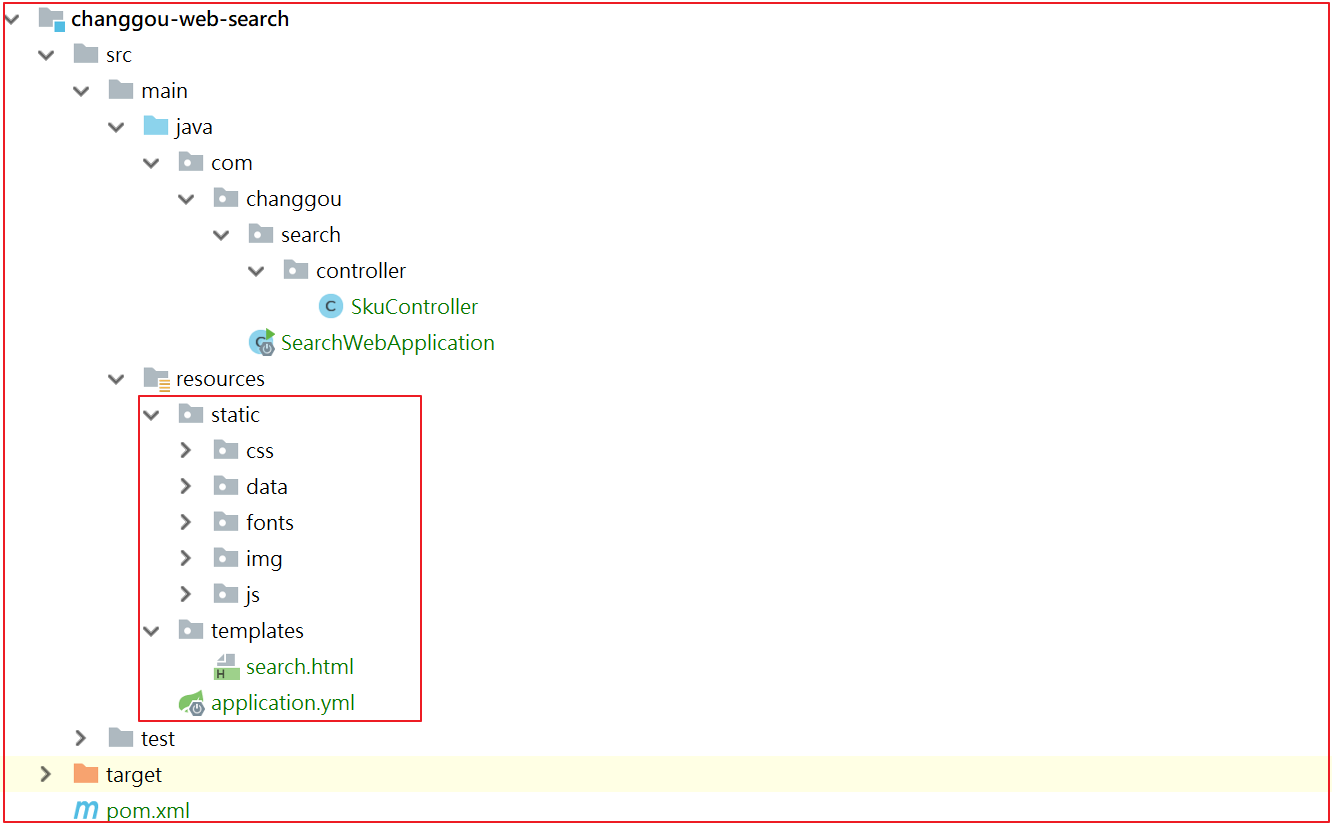 changgou-web-search
src
main
java
com
changgou
search
controller
C SkuController
C SearchWebApplication
resources
static
css
data
fonts
img
js
templates
H search.html
application.yml
test
target
m pom.xml